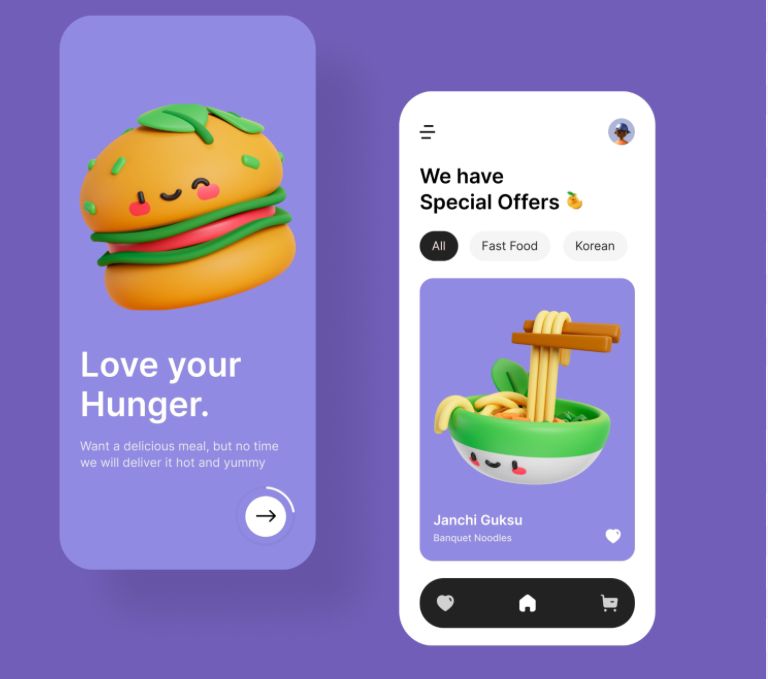 Love your
Hunger.
Want a delicious meal, but no time
we will deliver it hot and yummy
We have
Special Offers
All
Fast Food
Korean
Janchi Guksu
Banquet Noodles